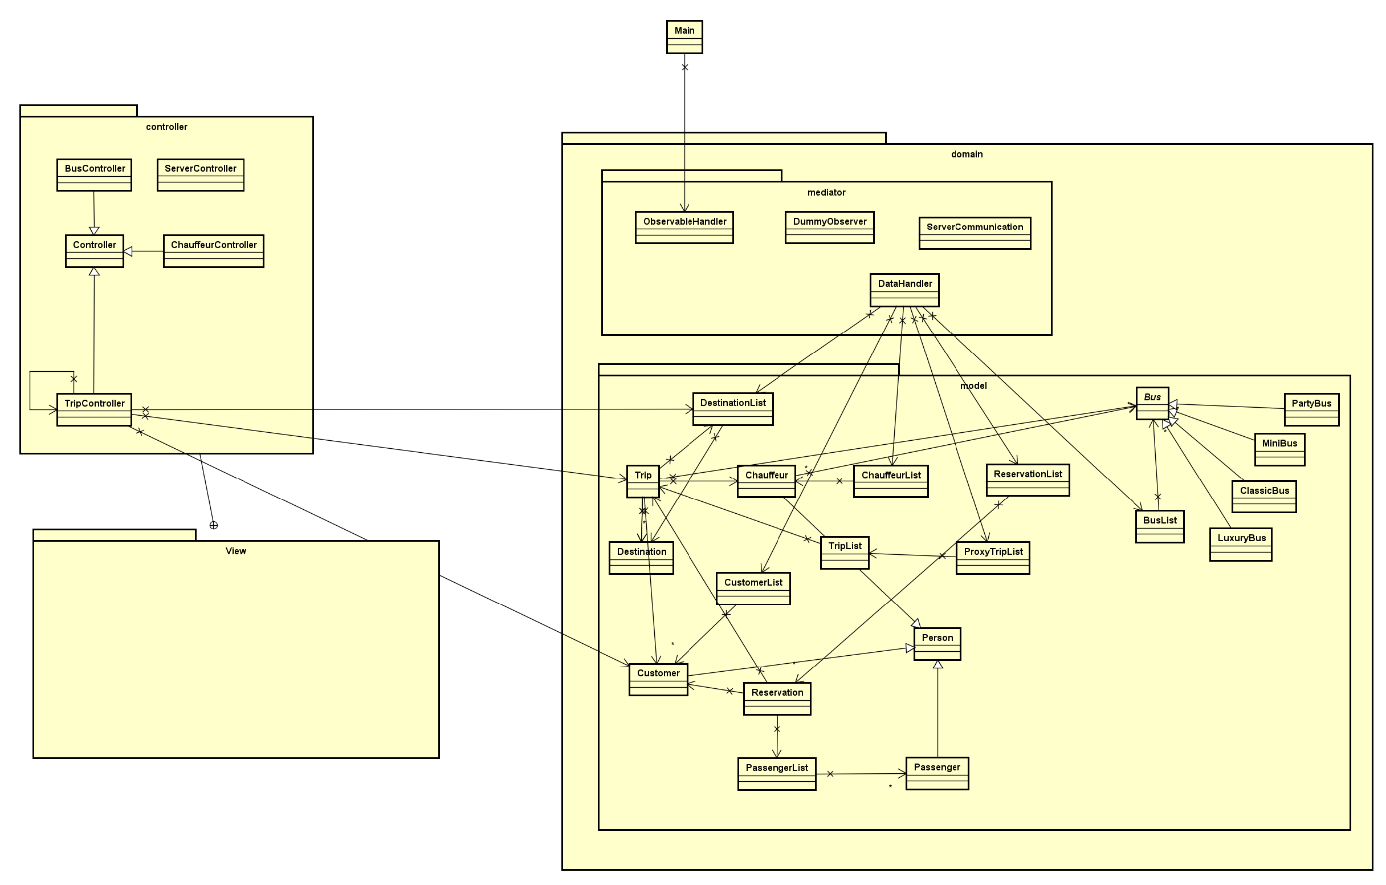 Main
controller
BusController
ServerController
Controller
ChauffeurController
TripController
View
domain
mediator
ObservableHandler
DummyObserver
ServerCommunication
DataHandler
model
DestinationList
Bus
PartyBus
MiniBus
Trip
Chauffeur
*
ChauffeurList
ReservationList
ClassicBus
BusList
LuxuryBus
*
Destination
TripList
ProxyTripList
CustomerList
Person
*
Customer
*
Reservation
PassengerList
Passenger
*